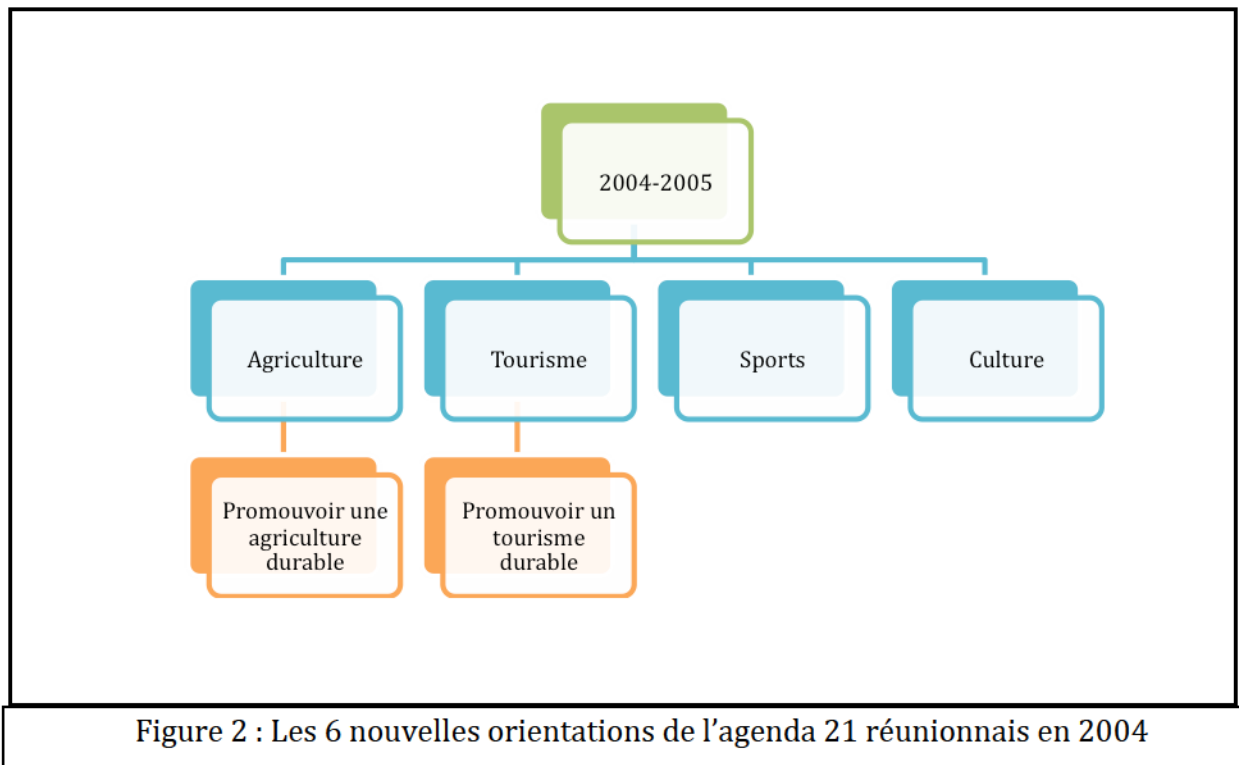 2004-2005
Agriculture
Tourisme
Sports
Culture
Promouvoir une
agriculture
durable
Promouvoir un
tourisme
durable
Figure 2 : Les 6 nouvelles orientations de l’agenda 21 réunionnais en 2004